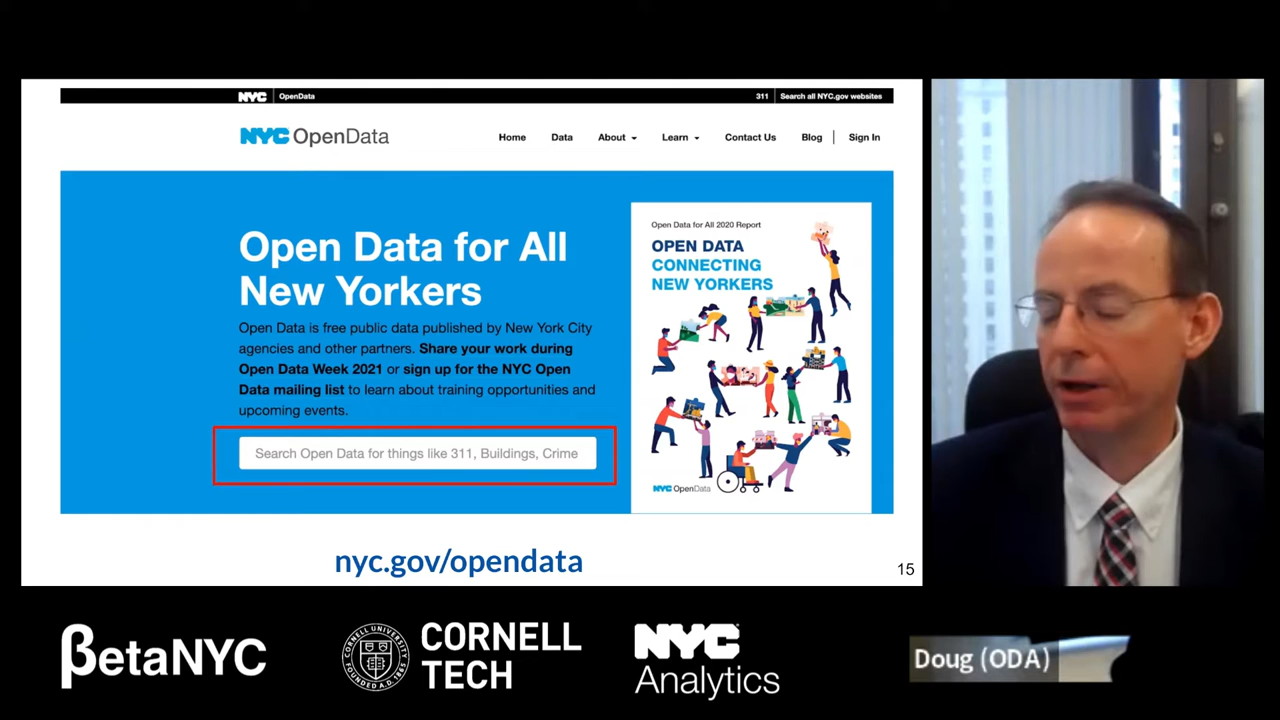 NYC
OpenData
311
Search all NYC.gov websites
NYC OpenData
Home
Data
About
Learn
Contact Us
Blog
Sign In
Open Data for All
New Yorkers
Open Data is free public data published by New York City
agencies and other partners. Share your work during
Open Data Week 2021 or sign up for the NYC Open
Data mailing list to learn about training opportunities and
upcoming events.
Search Open Data for things like 311, Buildings, Crime
Open Data for All 2020 Report
OPEN DATA
CONNECTING
NEW YORKERS
NYC OpenData
nyc.gov/opendata
15
βetaNYC
CORNELL UNIVERSITY
FOUNDED A.D. 1865
CORNELL
TECH
NYC
Analytics
Doug (ODA)